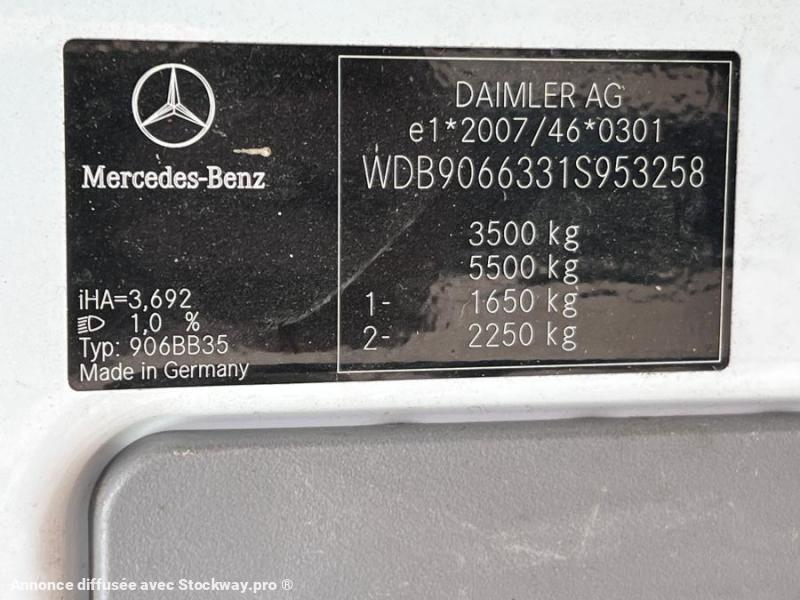 Mercedes-Benz
iHA=3,692
1,0 %
Typ: 906BB35
Made in Germany
DAIMLER AG
e1*2007/46*0301
WDB9066331S953258
3500 kg
5500 kg
1- 1650 kg
2- 2250 kg
Annonce diffusée avec Stockway.pro ®